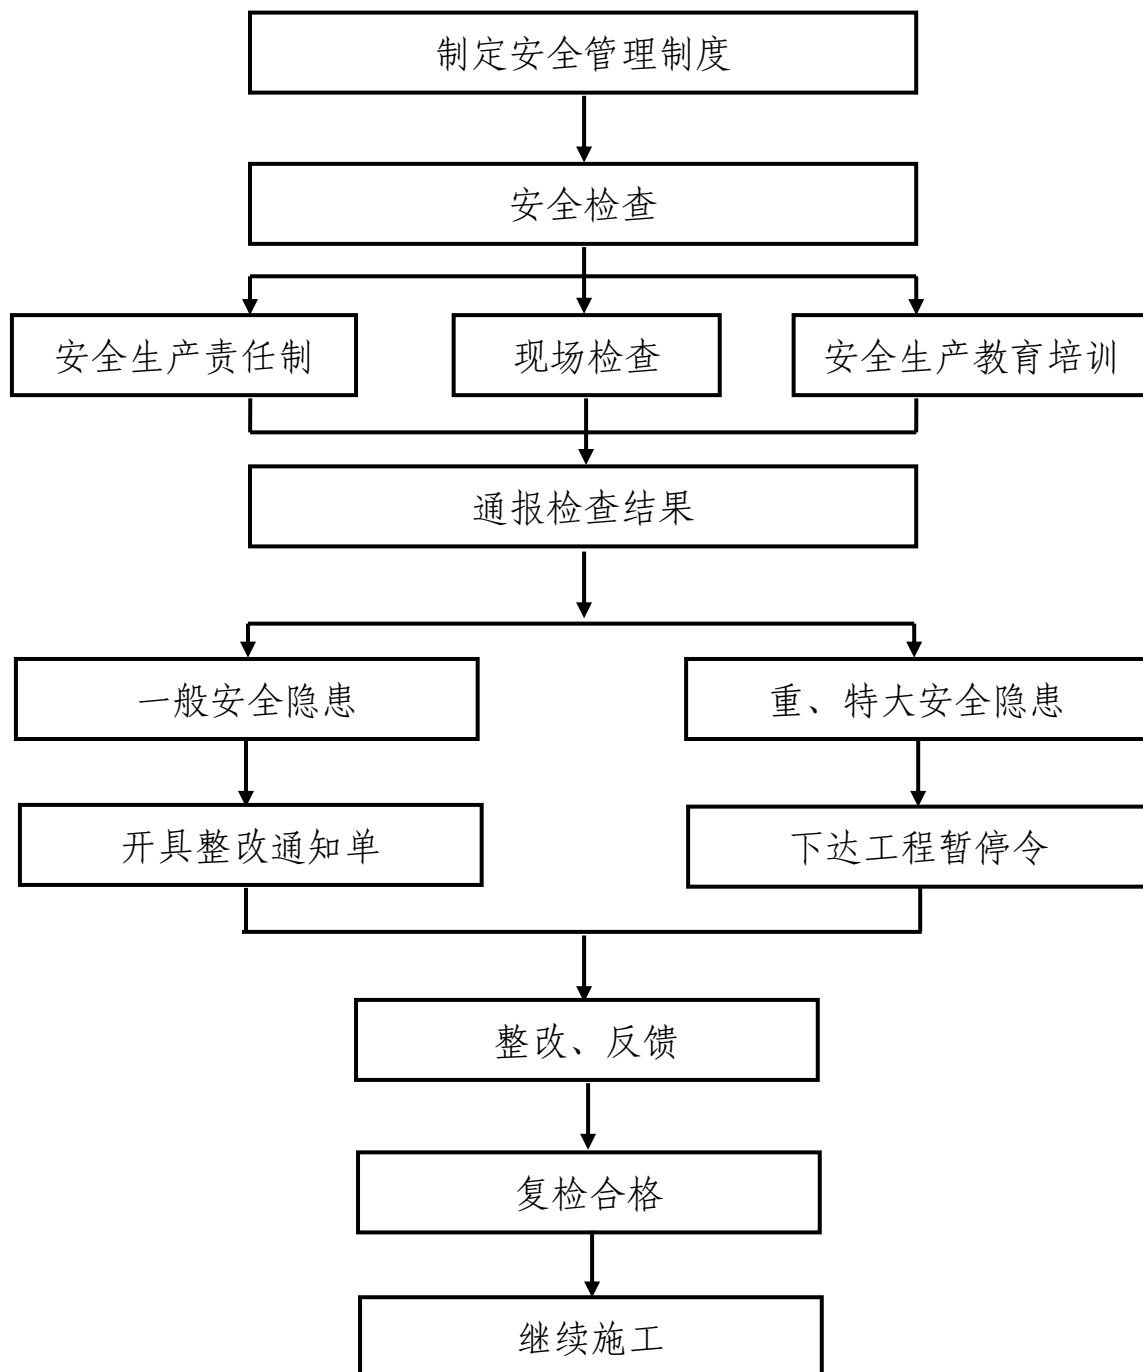 制定安全管理制度
安全检查
安全生产责任制
现场检查
安全生产教育培训
通报检查结果
一般安全隐患
重、特大安全隐患
开具整改通知单
下达工程暂停令
整改、反馈
复检合格
继续施工